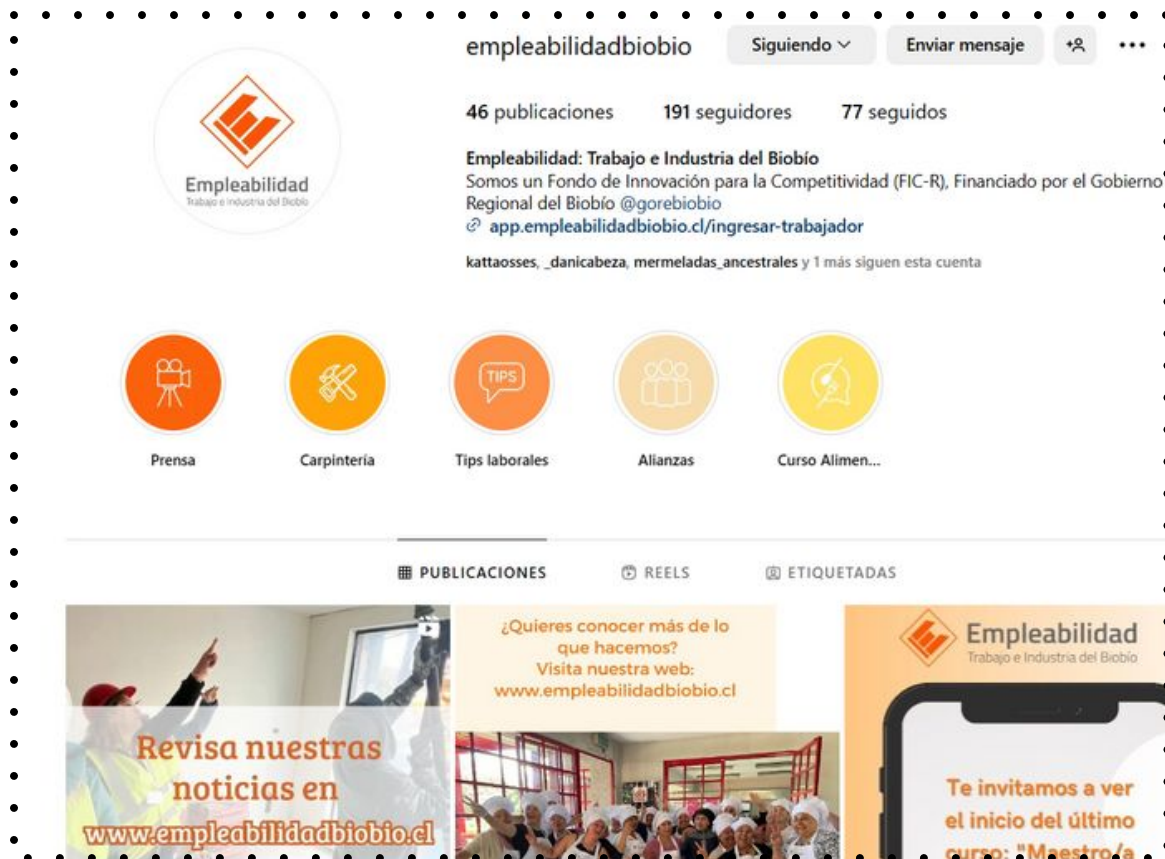 empleabilidadbiobio Siguiendo Enviar mensaje
46 publicaciones 191 seguidores 77 seguidos
Empleabilidad: Trabajo e Industria del Biobío
Somos un Fondo de Innovación para la Competitividad (FIC-R), Financiado por el Gobierno
Regional del Biobío @gorebiobio
app.empleabilidadbiobio.cl/ingresar-trabajador
kattaosses, _danicabeza, mermeladas_ancestrales y 1 más siguen esta cuenta
Empleabilidad
Trabajo e Industria del Biobío
TIPS
Prensa Carpintería Tips laborales Alianzas Curso Alimen...
PUBLICACIONES REELS ETIQUETADAS
Revisa nuestras
noticias en
www.empleabilidadbiobio.cl
¿Quieres conocer más de lo
que hacemos?
Visita nuestra web:
www.empleabilidadbiobio.cl
Empleabilidad
Trabajo e Industria del Biobío
Te invitamos a ver
el inicio del último
curso: "Maestro/a